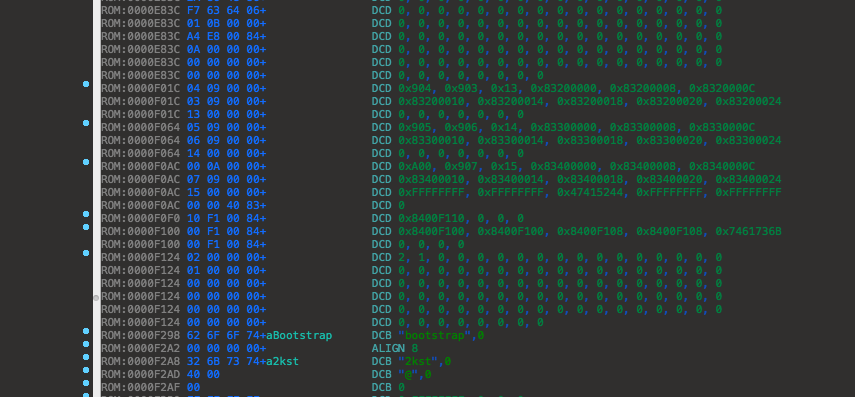 ROM:0000E83C F7 63 64 06+ DCD 0, 0, 0, 0, 0, 0, 0, 0, 0, 0, 0, 0, 0, 0, 0, 0, 0
ROM:0000E83C 01 0B 00 00+ DCD 0, 0, 0, 0, 0, 0, 0, 0, 0, 0, 0, 0, 0, 0, 0, 0, 0
ROM:0000E83C A4 E8 00 84+ DCD 0, 0, 0, 0, 0, 0, 0, 0, 0, 0, 0, 0, 0, 0, 0, 0, 0
ROM:0000E83C 0A 00 00 00+ DCD 0, 0, 0, 0, 0, 0, 0, 0, 0, 0, 0, 0, 0, 0, 0, 0, 0
ROM:0000E83C 00 00 00 00+ DCD 0, 0, 0, 0, 0, 0, 0, 0, 0, 0, 0, 0, 0, 0, 0, 0, 0
ROM:0000E83C 00 00 00 00+ DCD 0, 0, 0, 0, 0, 0, 0, 0
ROM:0000F01C 04 09 00 00+ DCD 0x904, 0x903, 0x13, 0x83200000, 0x83200008, 0x8320000C
ROM:0000F01C 03 09 00 00+ DCD 0x83200010, 0x83200014, 0x83200018, 0x83200020, 0x83200024
ROM:0000F01C 13 00 00 00+ DCD 0, 0, 0, 0, 0, 0, 0
ROM:0000F064 05 09 00 00+ DCD 0x905, 0x906, 0x14, 0x83300000, 0x83300008, 0x8330000C
ROM:0000F064 06 09 00 00+ DCD 0x83300010, 0x83300014, 0x83300018, 0x83300020, 0x83300024
ROM:0000F064 14 00 00 00+ DCD 0, 0, 0, 0, 0, 0, 0
ROM:0000F0AC 00 0A 00 00+ DCD 0xA00, 0x907, 0x15, 0x83400000, 0x83400008, 0x8340000C
ROM:0000F0AC 07 09 00 00+ DCD 0x83400010, 0x83400014, 0x83400018, 0x83400020, 0x83400024
ROM:0000F0AC 15 00 00 00+ DCD 0xFFFFFFFF, 0xFFFFFFFF, 0x47415244, 0xFFFFFFFF, 0xFFFFFFFF
ROM:0000F0AC 00 00 40 83+ DCD 0
ROM:0000F0F0 10 F1 00 84+ DCD 0x8400F110, 0, 0, 0
ROM:0000F100 00 F1 00 84+ DCD 0x8400F100, 0x8400F100, 0x8400F108, 0x8400F108, 0x7461736B
ROM:0000F100 00 F1 00 84+ DCD 0, 0, 0, 0
ROM:0000F124 02 00 00 00+ DCD 2, 1, 0, 0, 0, 0, 0, 0, 0, 0, 0, 0, 0, 0, 0, 0, 0
ROM:0000F124 01 00 00 00+ DCD 0, 0, 0, 0, 0, 0, 0, 0, 0, 0, 0, 0, 0, 0, 0, 0, 0
ROM:0000F124 00 00 00 00+ DCD 0, 0, 0, 0, 0, 0, 0, 0, 0, 0, 0, 0, 0, 0, 0, 0, 0
ROM:0000F124 00 00 00 00+ DCD 0, 0, 0, 0, 0, 0, 0, 0, 0, 0, 0, 0, 0, 0, 0, 0, 0
ROM:0000F124 00 00 00 00+ DCD 0, 0, 0, 0, 0, 0, 0, 0, 0, 0, 0, 0, 0, 0, 0, 0, 0
ROM:0000F124 00 00 00 00+ DCD 0, 0, 0, 0, 0, 0, 0, 0
ROM:0000F298 62 6F 6F 74+aBootstrap DCB "bootstrap",0
ROM:0000F2A2 00 00 00 00+ ALIGN 8
ROM:0000F2A8 32 6B 73 74+a2kst DCB "2kst",0
ROM:0000F2AD 40 00 DCB "@",0
ROM:0000F2AF 00 DCB 0